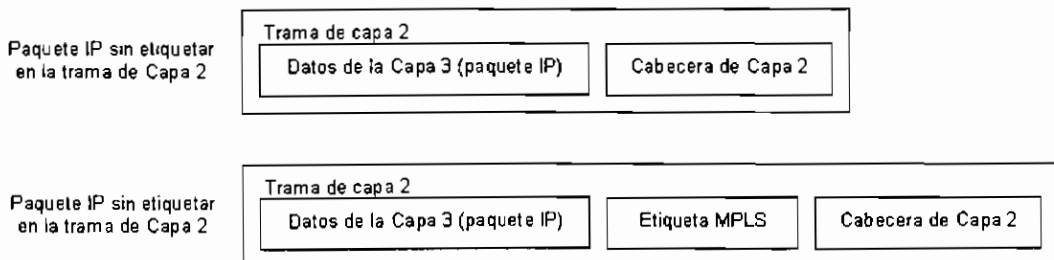 Paquete IP sin etiquetar
en la trama de Capa 2
Trama de capa 2
Datos de la Capa 3 (paquete IP)
Cabecera de Capa 2
Paquete IP sin etiquetar
en la trama de Capa 2
Trama de capa 2
Datos de la Capa 3 (paquete IP)
Etiqueta MPLS
Cabecera de Capa 2